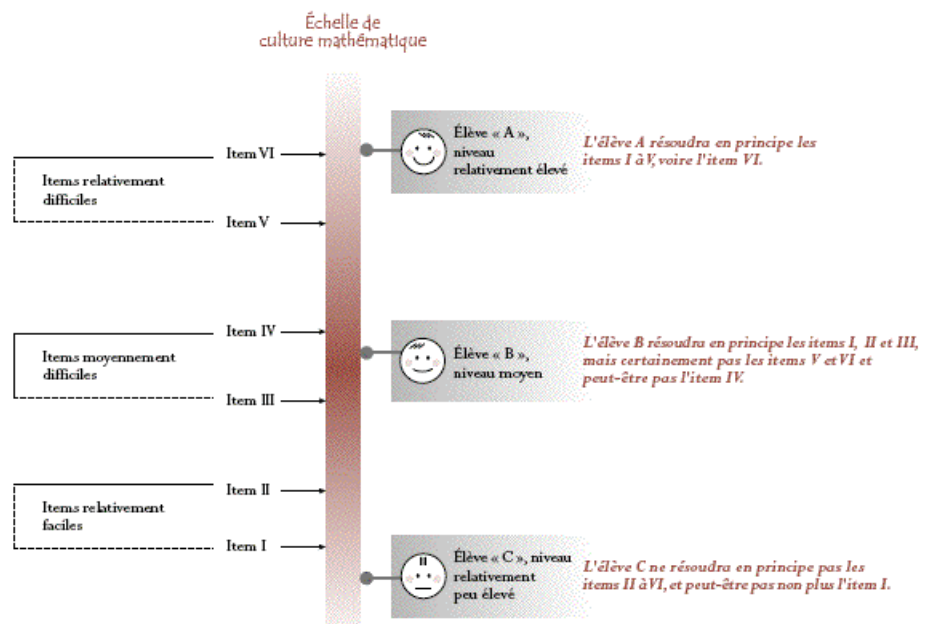 Échelle de
culture mathématique
Élève « A »,
niveau
relativement élevé
L'élève A résoudra en principe les
items I à V, voire l'item VI.
Item VI
Items relativement
difficiles
Item V
Item IV
Items moyennement
difficiles
Item III
Élève « B »,
niveau moyen
L'élève B résoudra en principe les items I, II et III,
mais certainement pas les items V et VI et
peut-être pas l'item IV.
Item II
Items relativement
faciles
Item I
Élève « C », niveau
relativement
peu élevé
L'élève C ne résoudra en principe pas les
items II à VI, et peut-être pas non plus l'item I.